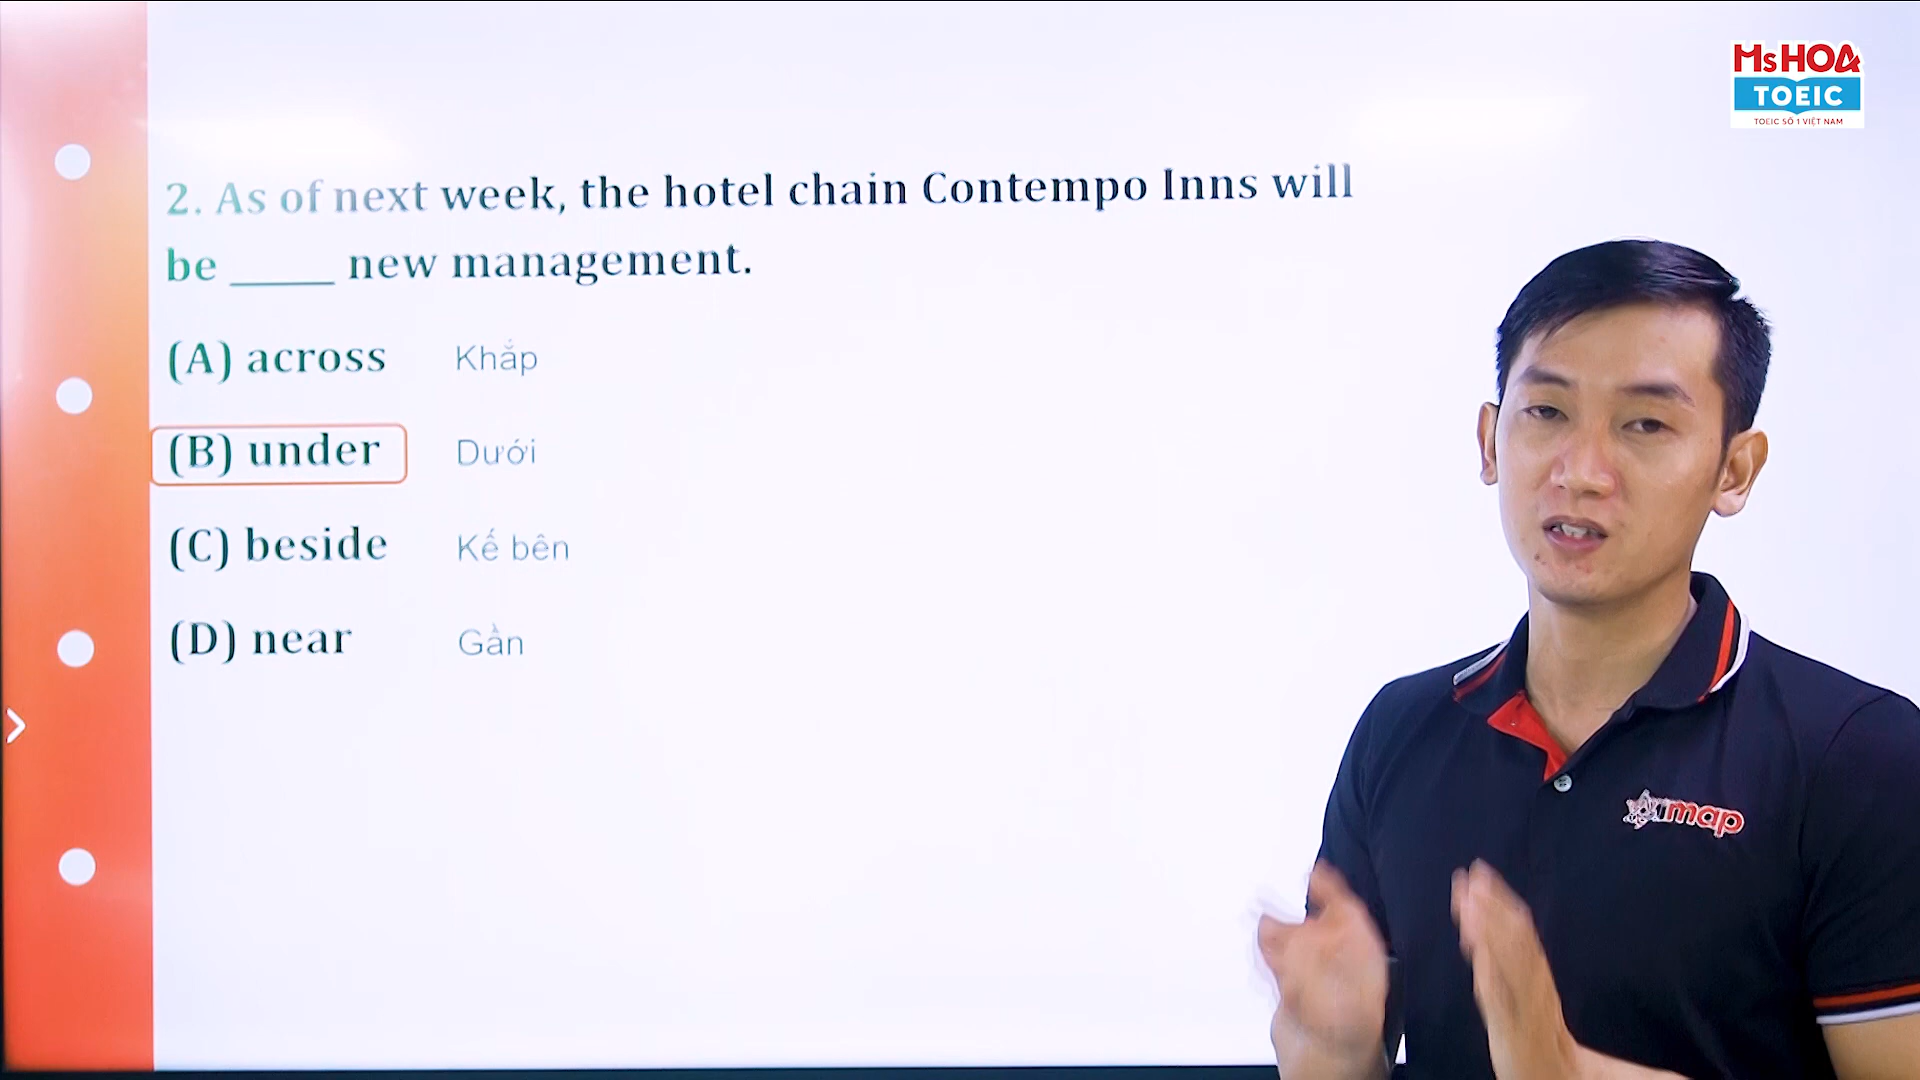 MsHOA
TOEIC
TOEIC SỐ 1 VIỆT NAM
2. As of next week, the hotel chain Contempo Inns will
be _____ new management.
(A) across Khắp
(B) under Dưới
(C) beside Kế bên
(D) near Gần
map